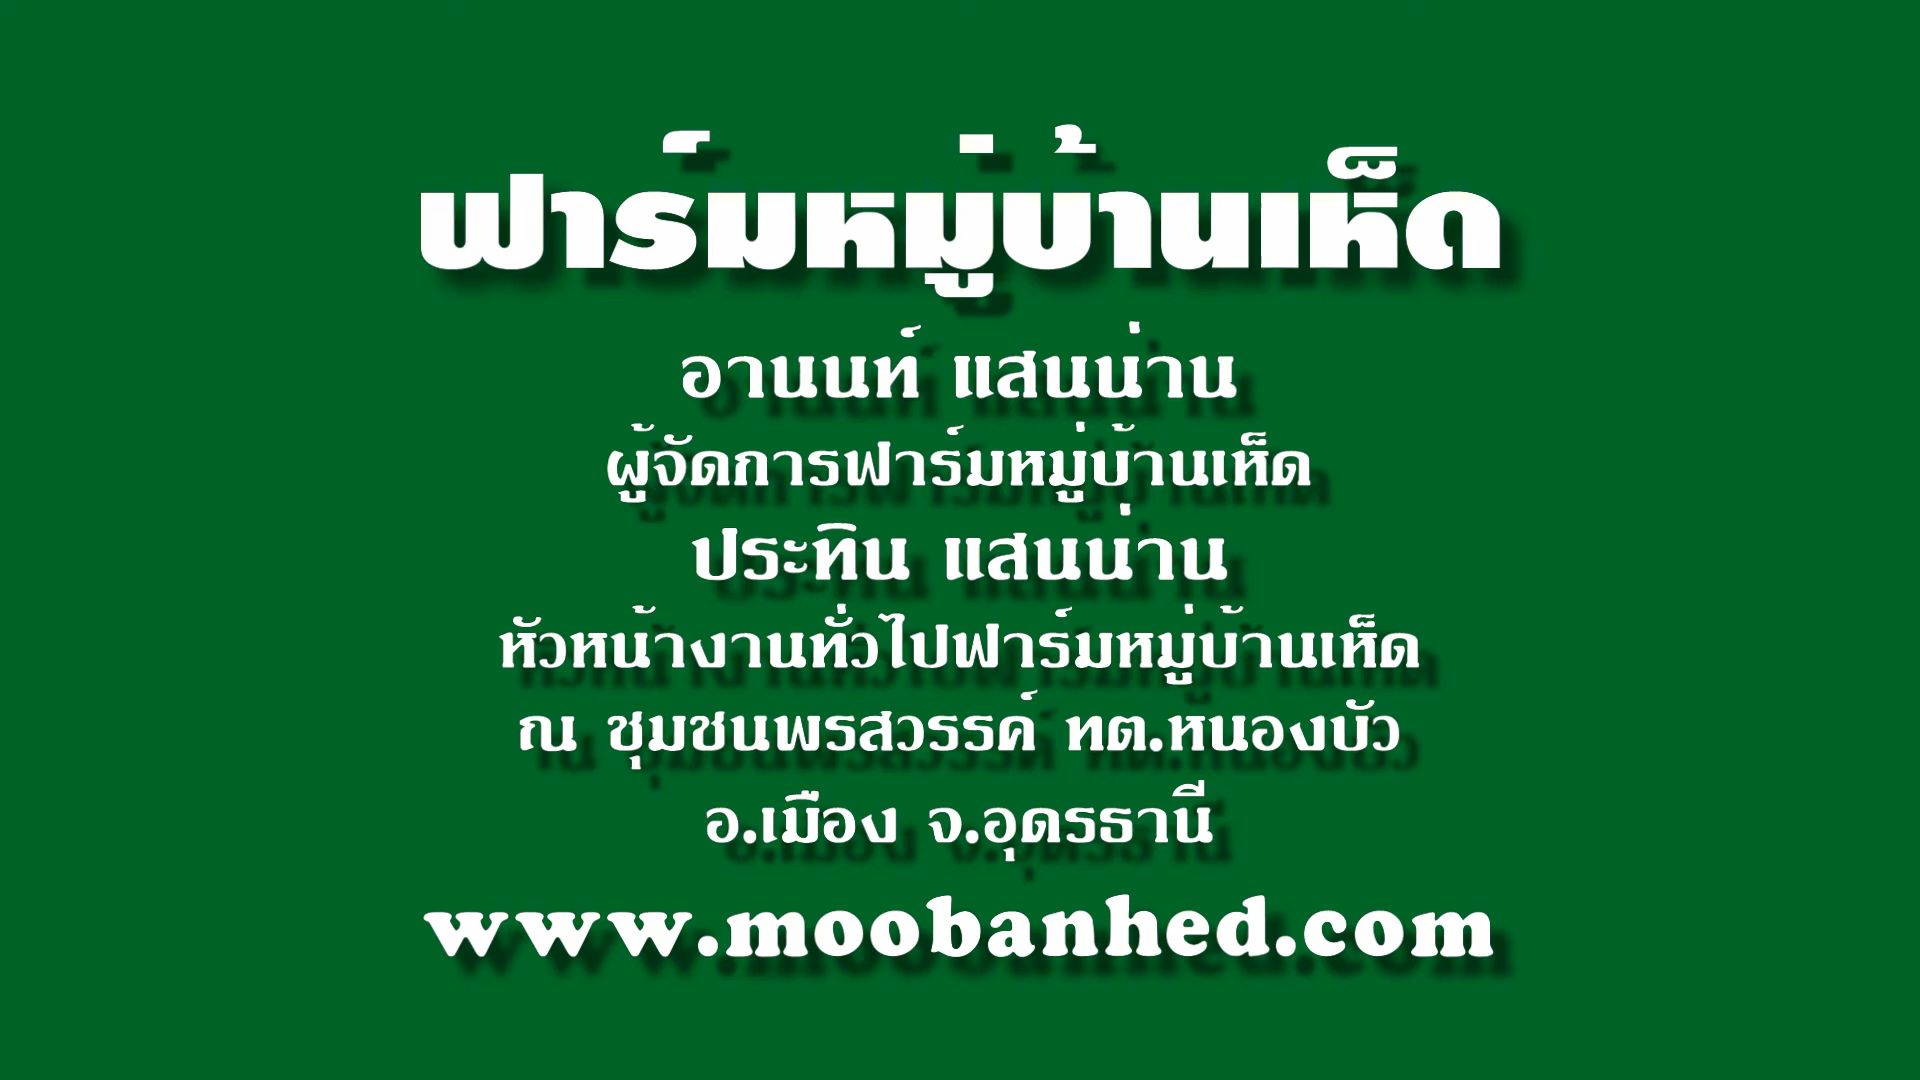 ฟาร์มหมู่บ้านเห็ด
อานนท์ แสนน่าน
ผู้จัดการฟาร์มหมู่บ้านเห็ด
ประทิน แสนน่าน
หัวหน้างานทั่วไปฟาร์มหมู่บ้านเห็ด
ณ ชุมชนพรสวรรค์ ทต.หนองบัว
อ.เมือง จ.อุดรธานี
www.moobanhed.com